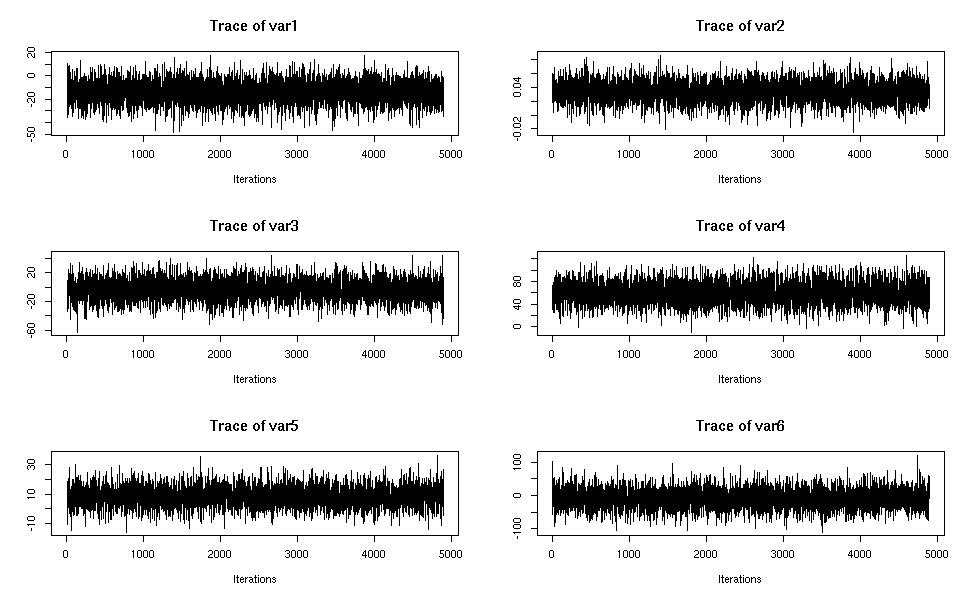 Trace of var1
20
0
-20
-50
0 1000 2000 3000 4000 5000
Iterations
Trace of var2
0.04
-0.02
0 1000 2000 3000 4000 5000
Iterations
Trace of var3
20
-20
-60
0 1000 2000 3000 4000 5000
Iterations
Trace of var4
80
40
0
0 1000 2000 3000 4000 5000
Iterations
Trace of var5
30
10
-10
0 1000 2000 3000 4000 5000
Iterations
Trace of var6
100
0
-100
0 1000 2000 3000 4000 5000
Iterations